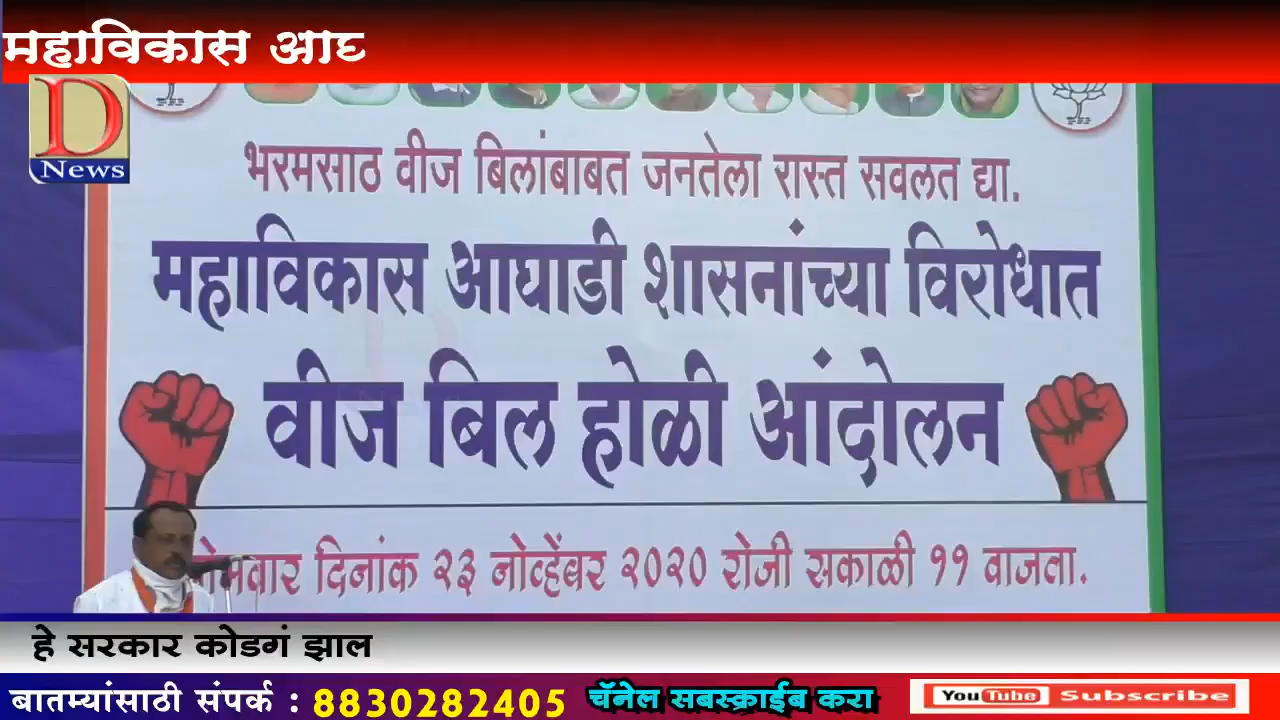 महाविकास आघ
D
News
भरमसाठ वीज बिलांबाबत जनतेला रास्त सवलत द्या.
महाविकास आघाडी शासनांच्या विरोधात
वीज बिल होळी आंदोलन
दिनांक २३ नोव्हेंबर २०२० रोजी सकाळी ११ वाजता.
हे सरकार कोडगं झाल
बातम्यांसाठी संपर्क : 8830282405 चॅनेल सबस्क्राईब करा YouTube Subscribe